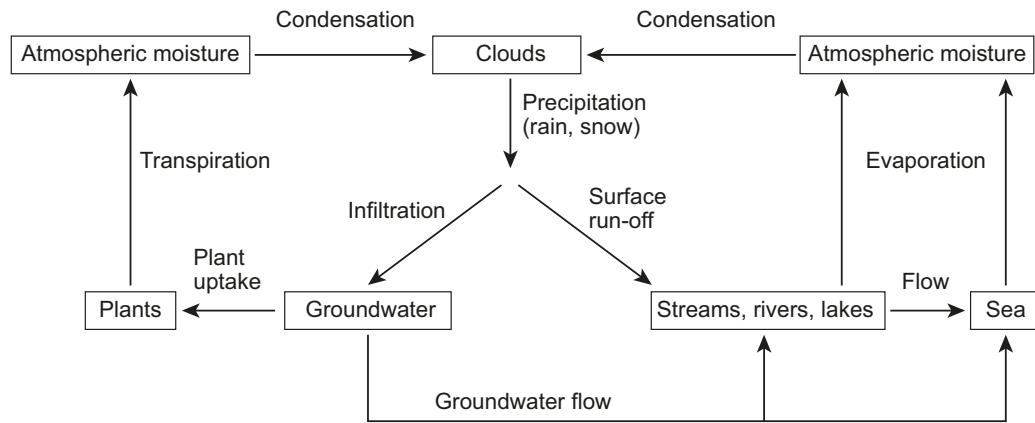 Condensation
Condensation
Atmospheric moisture
Clouds
Atmospheric moisture
Precipitation
(rain, snow)
Transpiration
Evaporation
Infiltration
Surface
run-off
Plant
uptake
Flow
Plants
Groundwater
Streams, rivers, lakes
Sea
Groundwater flow